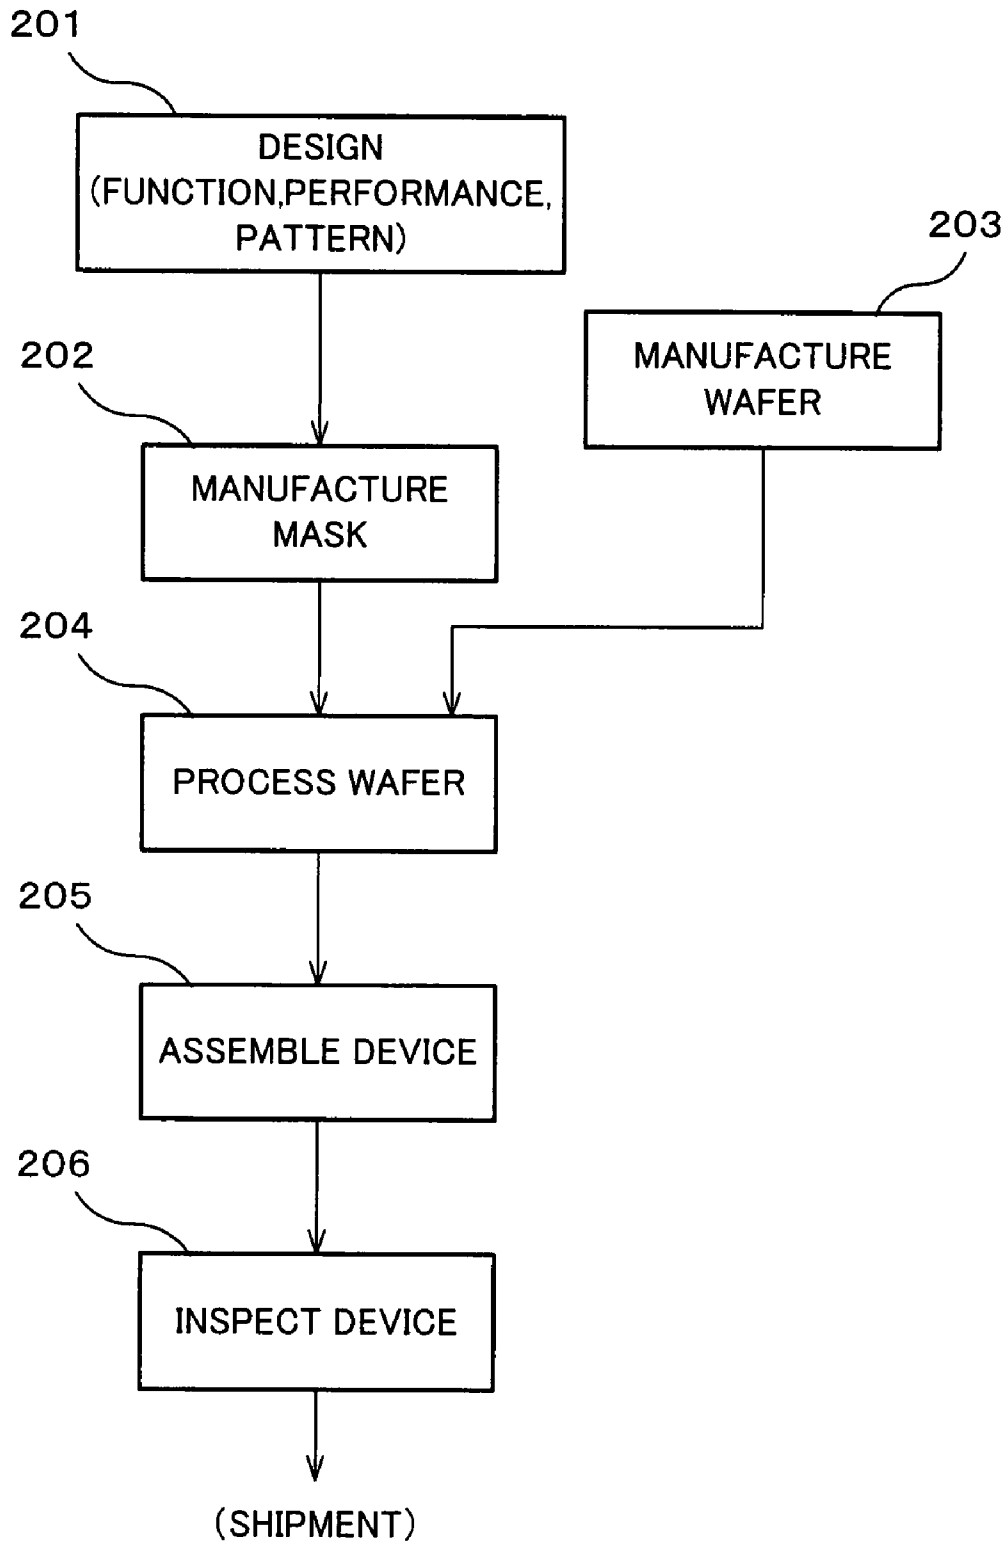 201
DESIGN
(FUNCTION,PERFORMANCE,
PATTERN)
203
MANUFACTURE
WAFER
202
MANUFACTURE
MASK
204
PROCESS WAFER
205
ASSEMBLE DEVICE
206
INSPECT DEVICE
(SHIPMENT)